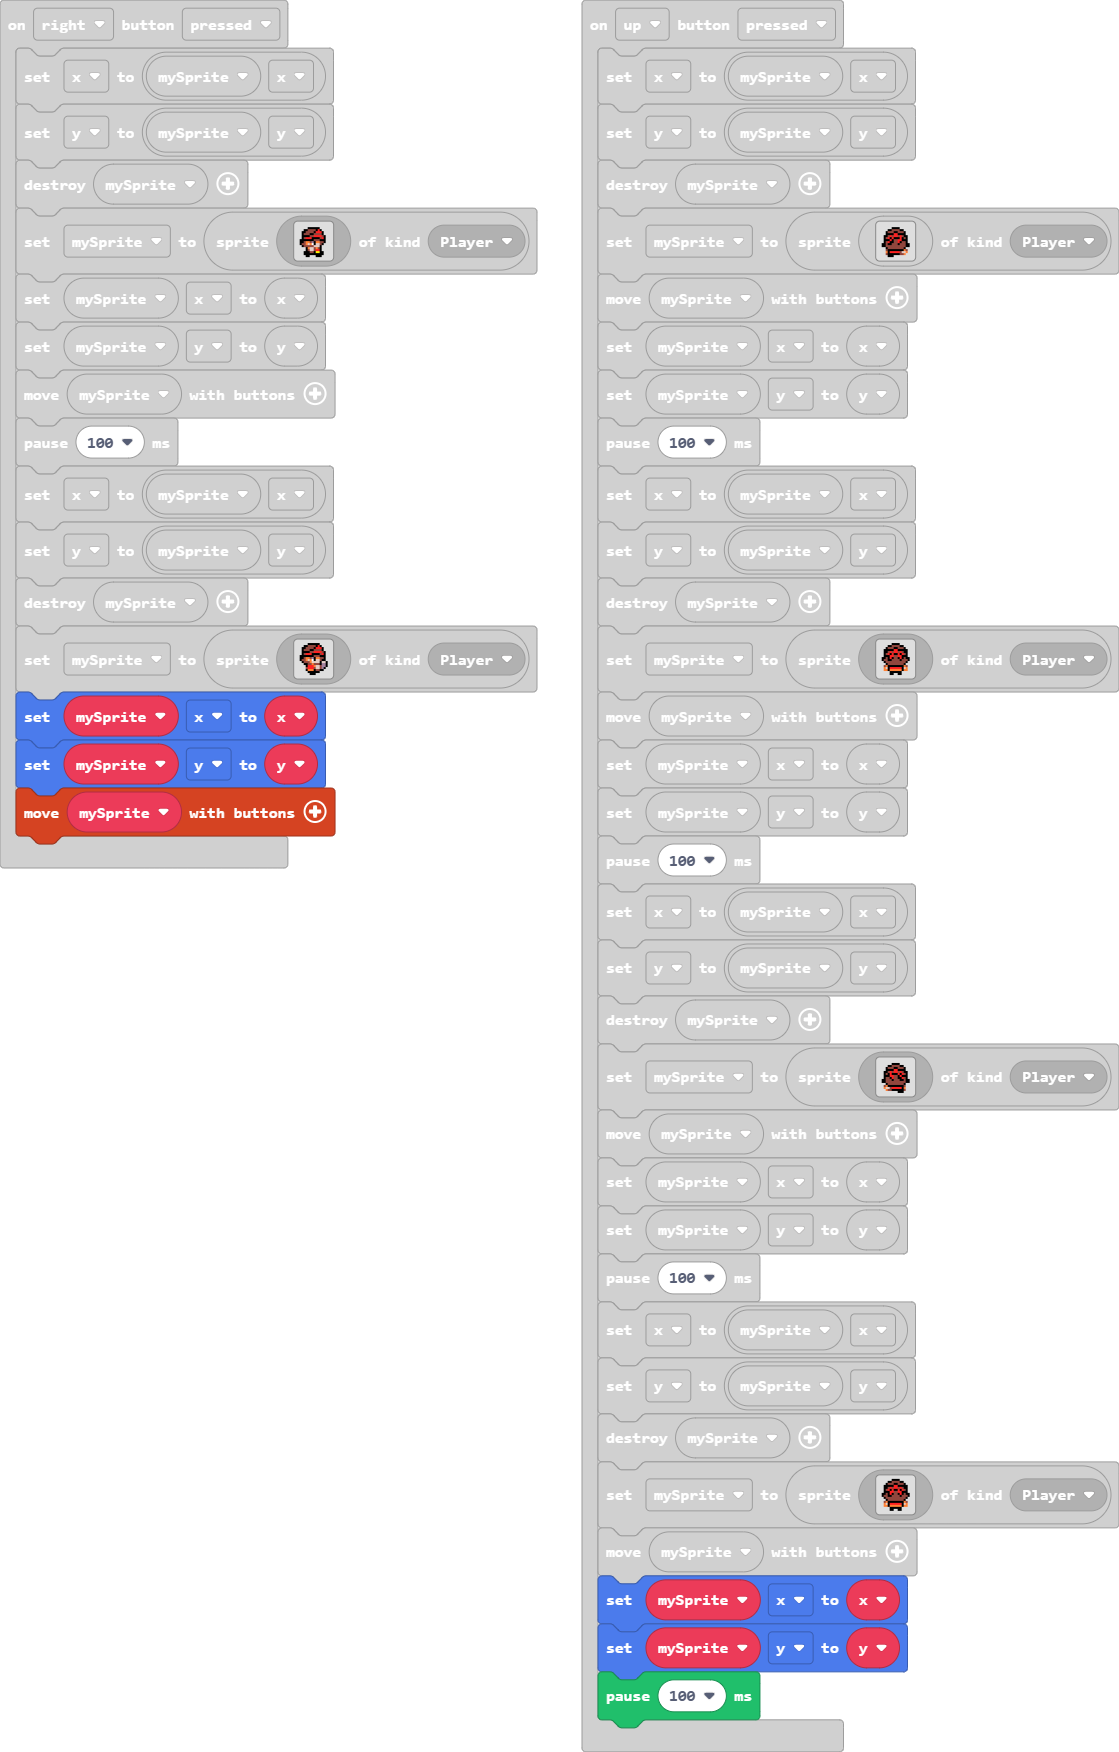 on right button pressed
set x to mySprite x
set y to mySprite y
destroy mySprite
set mySprite to sprite of kind Player
set mySprite x to x
set mySprite y to y
move mySprite with buttons
pause 100 ms
set x to mySprite x
set y to mySprite y
destroy mySprite
set mySprite to sprite of kind Player
set mySprite x to x
set mySprite y to y
move mySprite with buttons
on up button pressed
set x to mySprite x
set y to mySprite y
destroy mySprite
set mySprite to sprite of kind Player
move mySprite with buttons
set mySprite x to x
set mySprite y to y
pause 100 ms
set x to mySprite x
set y to mySprite y
destroy mySprite
set mySprite to sprite of kind Player
move mySprite with buttons
set mySprite x to x
set mySprite y to y
pause 100 ms
set x to mySprite x
set y to mySprite y
destroy mySprite
set mySprite to sprite of kind Player
move mySprite with buttons
set mySprite x to x
set mySprite y to y
pause 100 ms
set x to mySprite x
set y to mySprite y
destroy mySprite
set mySprite to sprite of kind Player
move mySprite with buttons
set mySprite x to x
set mySprite y to y
pause 100 ms